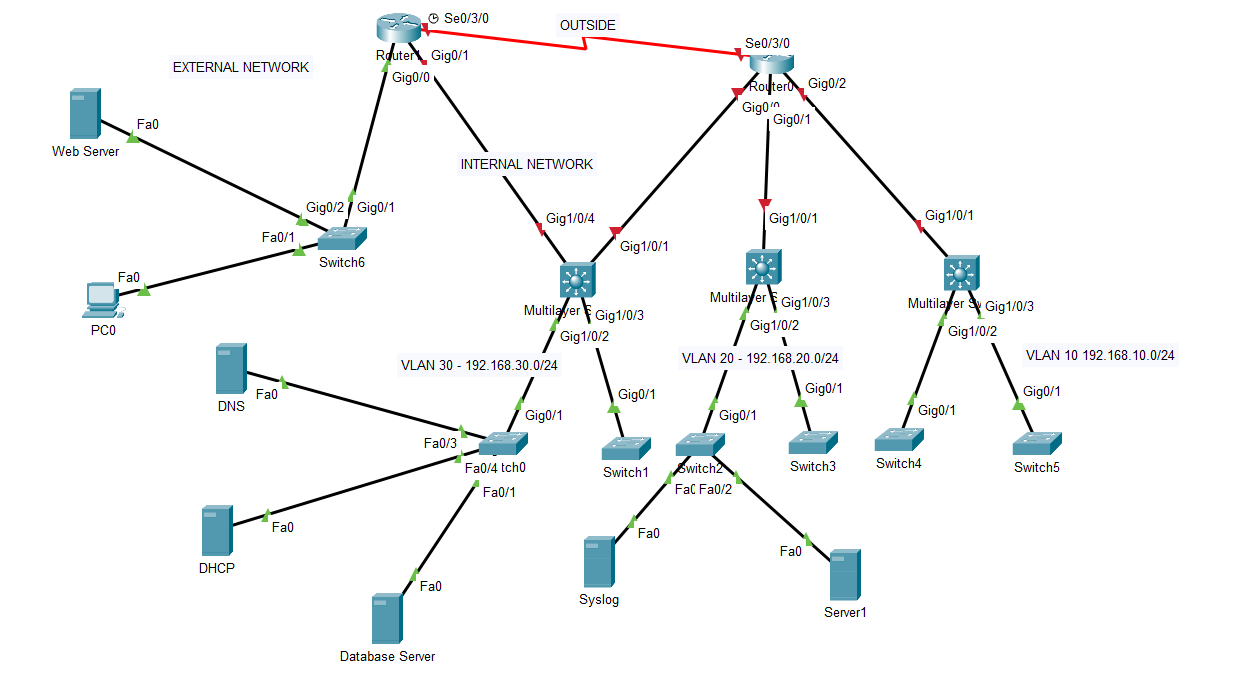 Se0/3/0
OUTSIDE
Se0/3/0
Router1
Gig0/1
EXTERNAL NETWORK
Gig0/0
Gig0/2
Router0
Gig0/1
Fa0
Web Server
INTERNAL NETWORK
Gig0/2
Gig0/1
Gig1/0/4
Gig1/0/1
Gig1/0/1
Fa0/1
Gig1/0/1
Switch6
Fa0
PC0
Multilayer
Gig1/0/3
Gig1/0/2
Multilayer
Gig1/0/3
Gig1/0/2
Multilayer
Gig1/0/3
Gig1/0/2
VLAN 30 - 192.168.30.0/24
VLAN 20 - 192.168.20.0/24
VLAN 10 192.168.10.0/24
Fa0
DNS
Gig0/1
Gig0/1
Gig0/1
Gig0/1
Gig0/1
Gig0/1
Fa0/3
Fa0/4
tch0
Fa0/1
Switch1
Switch2
Switch3
Switch4
Switch5
Fa0/2
Fa0
DHCP
Fa0
Fa0
Syslog
Server1
Fa0
Database Server